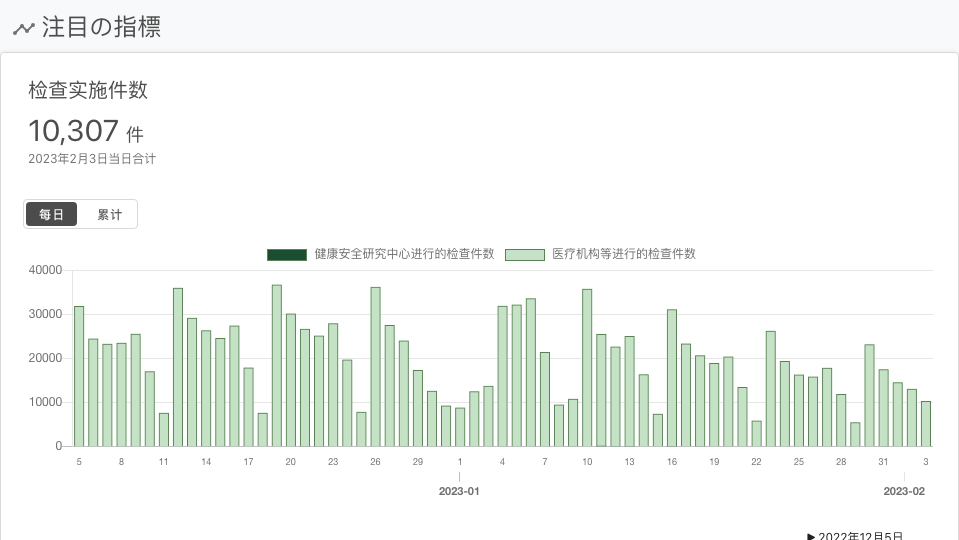 注目の指標
检查实施件数
10,307 件
2023年2月3日当日合计
每日 累计
健康安全研究中心进行的检查件数 医疗机构等进行的检查件数
40000
30000
20000
10000
0
5 8 11 14 17 20 23 26 29 1 4 7 10 13 16 19 22 25 28 31 3
2023-01 2023-02
▶ 2022年12月5日